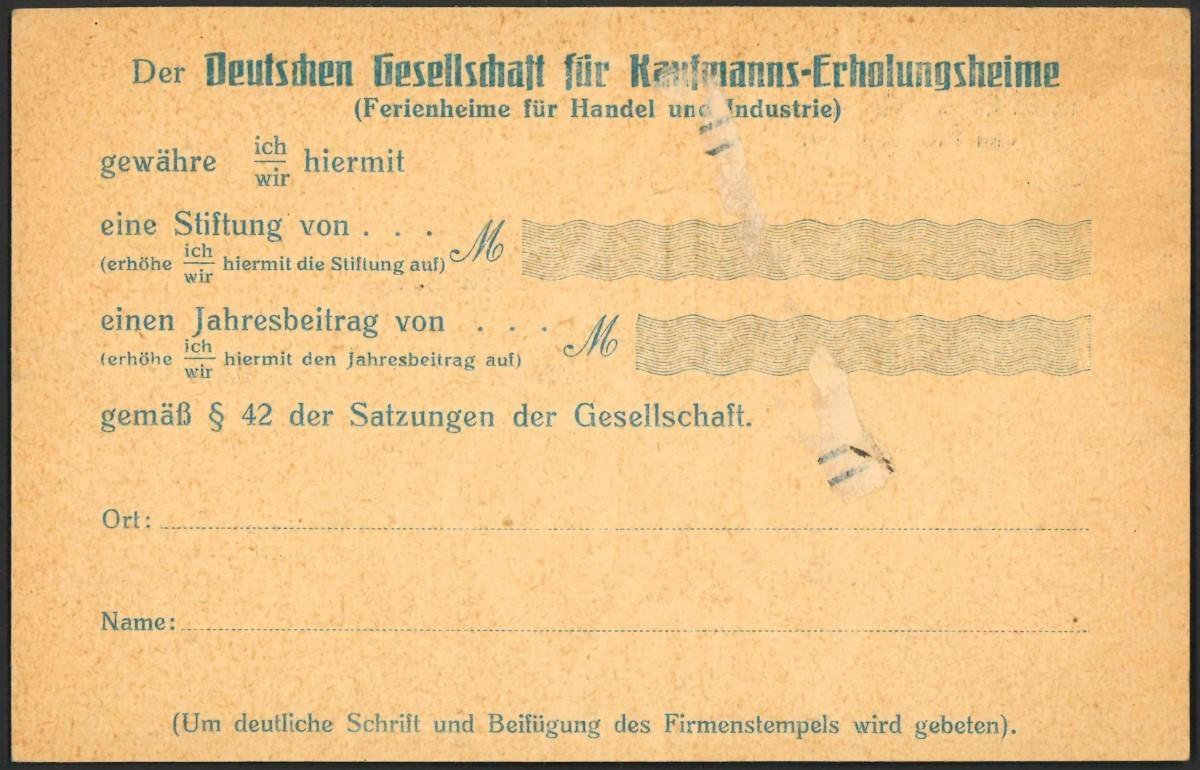 Der Deutschen Gesellschaft für Kaufmanns-Erholungsheime
(Ferienheime für Handel und Industrie)
gewähre ich/wir hiermit
eine Stiftung von . . . M
(erhöhe ich/wir hiermit die Stiftung auf)
einen Jahresbeitrag von . . . M
(erhöhe ich/wir hiermit den Jahresbeitrag auf)
gemäß § 42 der Satzungen der Gesellschaft.
Ort:
Name:
(Um deutliche Schrift und Beifügung des Firmenstempels wird gebeten).